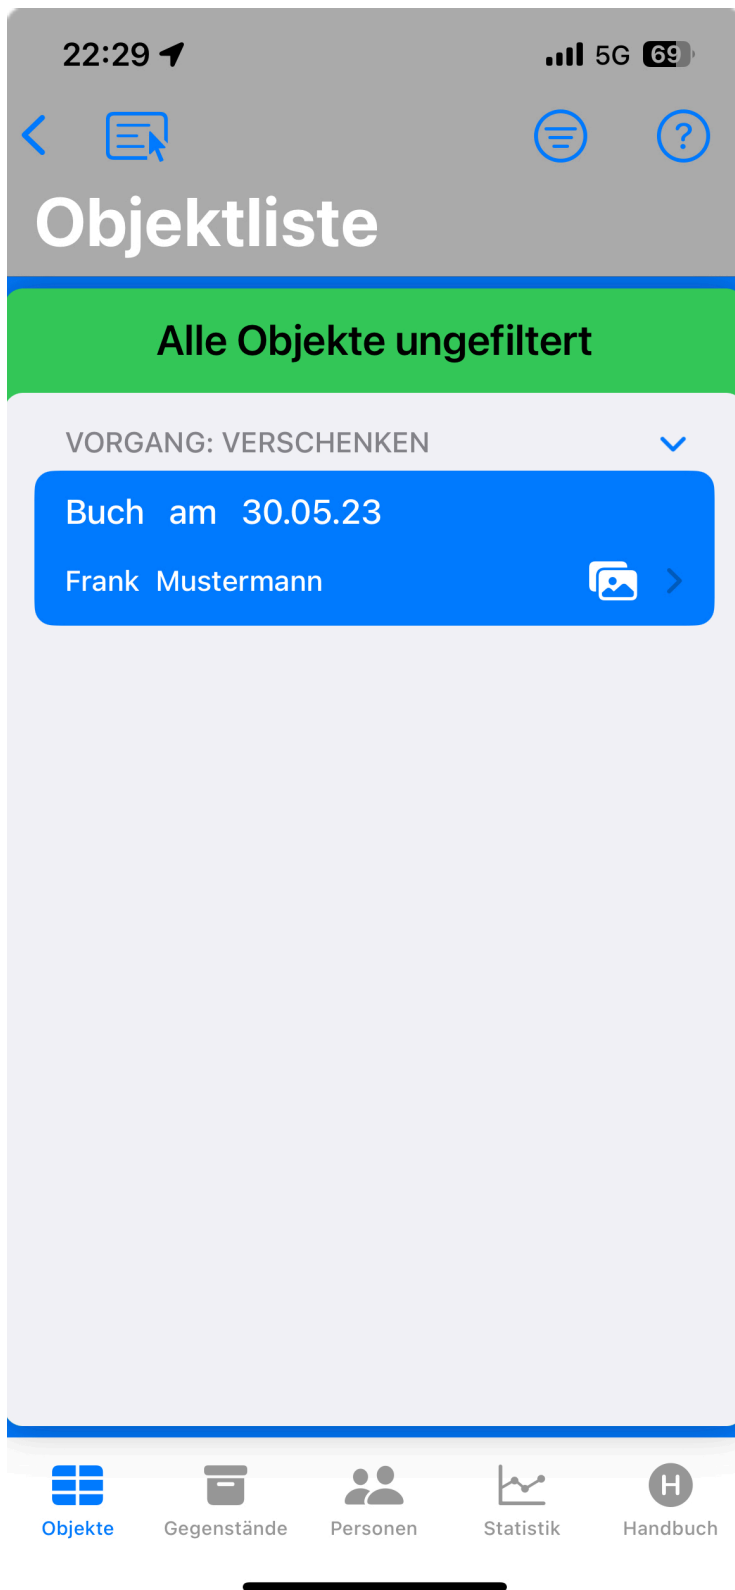 22:29 5G 69
?
Objektliste
Alle Objekte ungefiltert
VORGANG: VERSCHENKEN
Buch am 30.05.23
Frank Mustermann
H
Objekte Gegenstände Personen Statistik Handbuch